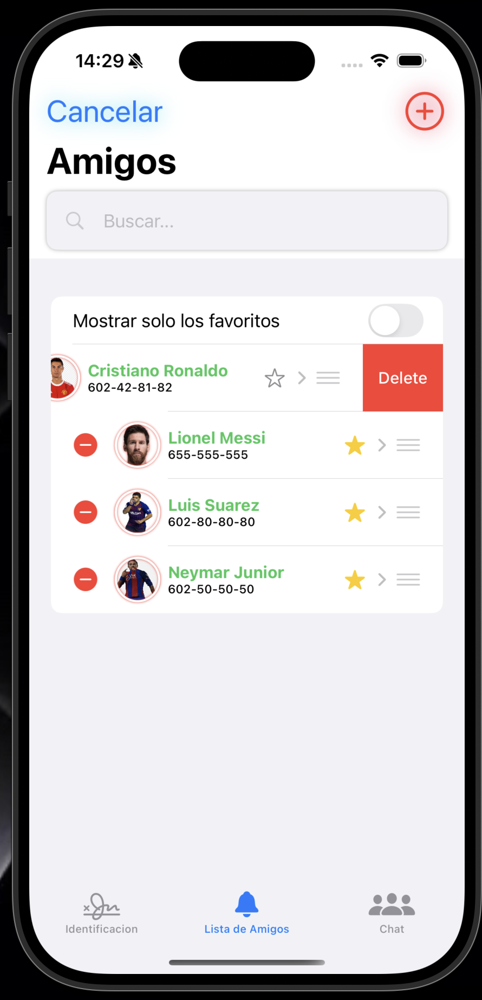 14:29
Cancelar
Amigos
Buscar...
Mostrar solo los favoritos
Cristiano Ronaldo
602-42-81-82
Delete
Lionel Messi
655-555-555
Luis Suarez
602-80-80-80
Neymar Junior
602-50-50-50
Identificacion
Lista de Amigos
Chat